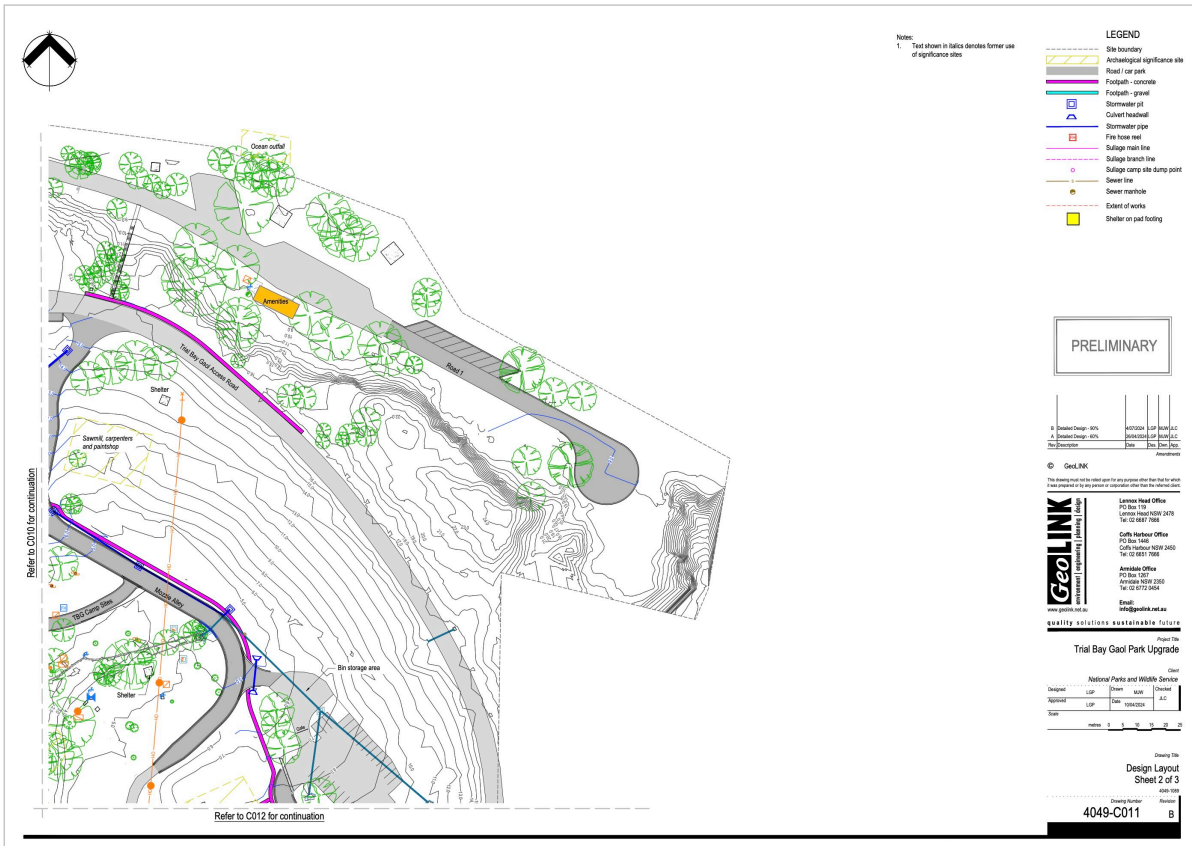 Notes:
1. Text shown in italics denotes former use
of significance sites
LEGEND
Site boundary
Archaelogical significance site
Road / car park
Footpath - concrete
Footpath - gravel
Stormwater pit
Culvert headwall
Stormwater pipe
Fire hose reel
Sullage main line
Sullage branch line
Sullage camp site dump point
Sewer line
Sewer manhole
Extent of works
Shelter on pad footing
Ocean outfall
Amenities
Road 1
Trial Bay Gaol Access Road
Shelter
Sawmill, carpenters
and paintshop
Middle Alley
TBG Camp Sites
Shelter
Bin storage area
Gate
Refer to C010 for continuation
Refer to C012 for continuation
PRELIMINARY
B Detailed Design - 90% 4/07/2024 LGP MJW JLC
A Detailed Design - 60% 26/04/2024 LGP MJW JLC
Rev Description Date Des. Drwn. App.
Amendments
© GeoLINK
This drawing must not be relied upon for any purpose other than that for which
it was prepared or by any person or corporation other than the referred client.
GeoLINK
environment | engineering | planning | design
www.geolink.net.au
Lennox Head Office
PO Box 119
Lennox Head NSW 2478
Tel: 02 6687 7666
Coffs Harbour Office
PO Box 1446
Coffs Harbour NSW 2450
Tel: 02 6651 7666
Armidale Office
PO Box 1267
Armidale NSW 2350
Tel: 02 6772 0454
Email:
info@geolink.net.au
quality solutions sustainable future
Project Title
Trial Bay Gaol Park Upgrade
Client
National Parks and Wildlife Service
Designed LGP Drawn MJW Checked JLC
Approved LGP Date 10/04/2024
Scale
metres 0 5 10 15 20 25
Drawing Title
Design Layout
Sheet 2 of 3
4049-1089
Drawing Number Revision
4049-C011 B